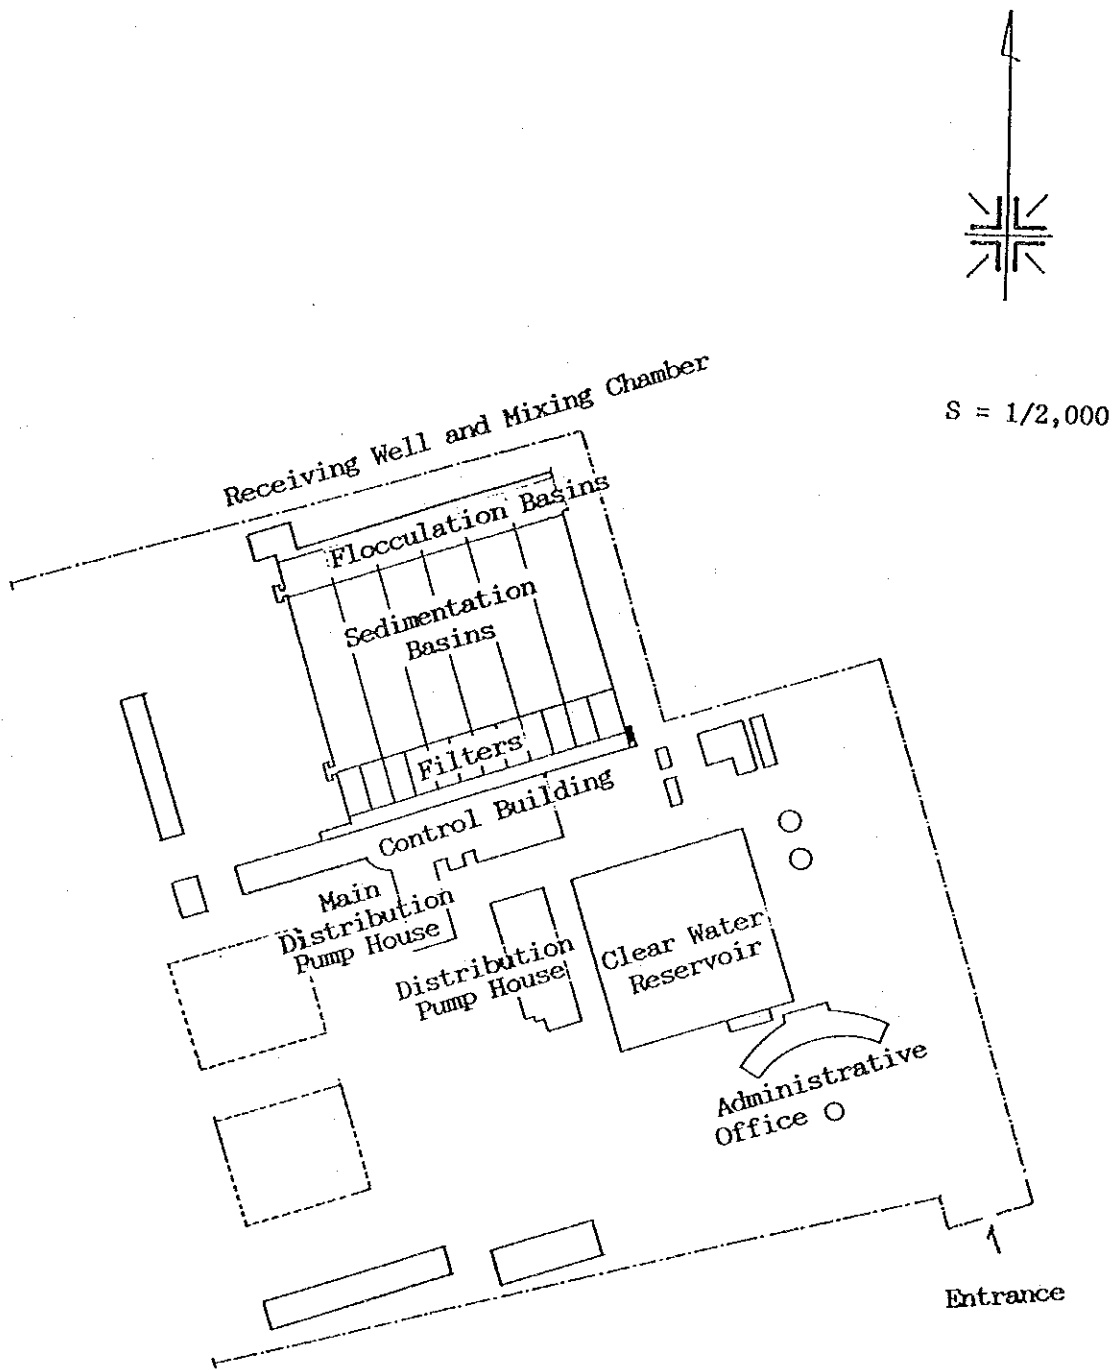 S = 1/2,000
Receiving Well and Mixing Chamber
Flocculation Basins
Sedimentation
Basins
Filters
Control Building
Main
Distribution
Pump House
Distribution
Pump House
Clear Water
Reservoir
Administrative
Office
Entrance